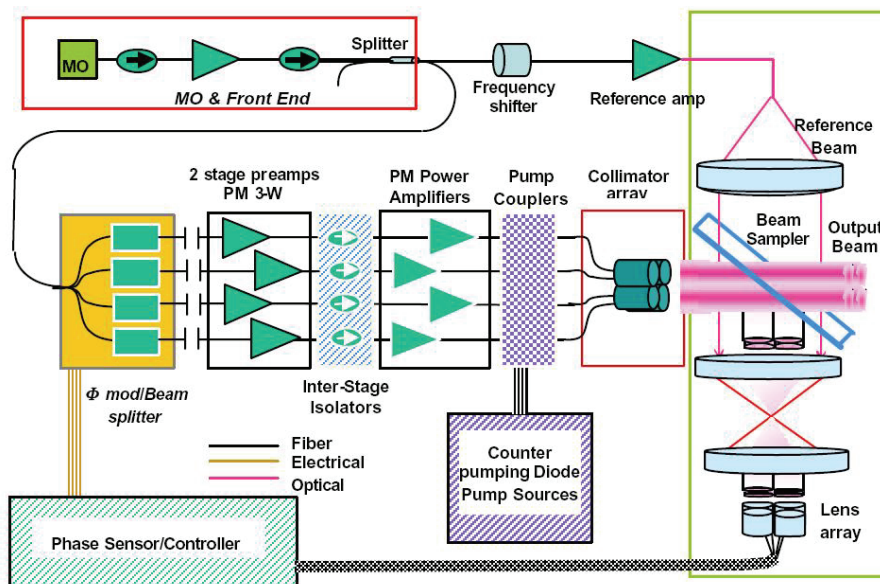 Splitter
MO
MO & Front End
Frequency
shifter
Reference amp
Reference
Beam
2 stage preamps
PM 3-W
PM Power
Amplifiers
Pump
Couplers
Collimator
array
Beam
Sampler
Output
Beam
Φ mod/Beam
splitter
Inter-Stage
Isolators
Fiber
Electrical
Optical
Counter
pumping Diode
Pump Sources
Lens
array
Phase Sensor/Controller